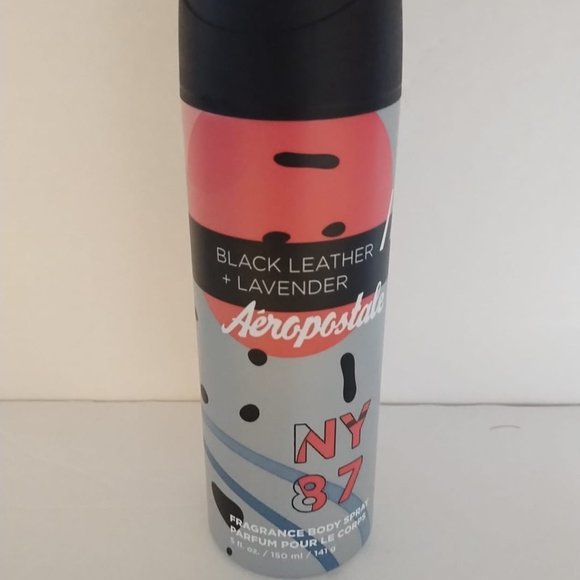 BLACK LEATHER
+ LAVENDER
Aéropostale
NY
87
FRAGRANCE BODY SPRAY
PARFUM POUR LE CORPS
5 fl. oz. / 150 ml / 141 g